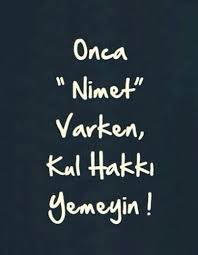 Onca
"Nimet"
Varken,
Kul Hakkı
Yemeyin!